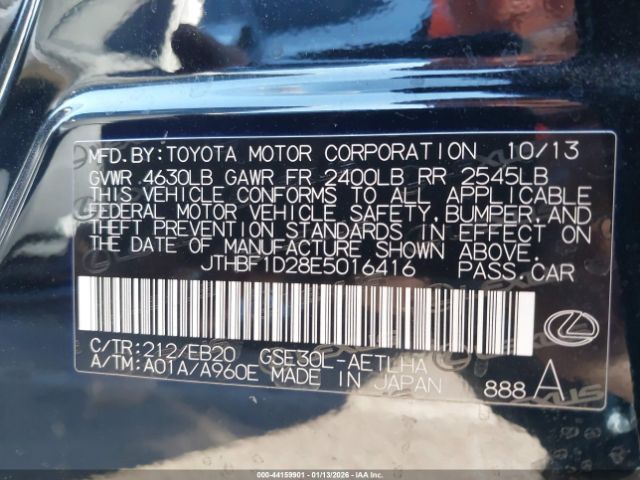 MFD.BY:TOYOTA MOTOR CORPORATION 10/13
GVWR 4630LB GAWR FR 2400LB RR 2545LB
THIS VEHICLE CONFORMS TO ALL APPLICABLE
FEDERAL MOTOR VEHICLE SAFETY,BUMPER,AND
THEFT PREVENTION STANDARDS IN EFFECT ON
THE DATE OF MANUFACTURE SHOWN ABOVE.
JTHBF1D28E5016416 PASS.CAR
C/TR:212/EB20 GSE30L-AETLHA
A/TM:A01A/A960E MADE IN JAPAN 888 A
000-44159901 - 01/13/2026 - IAAI.COM